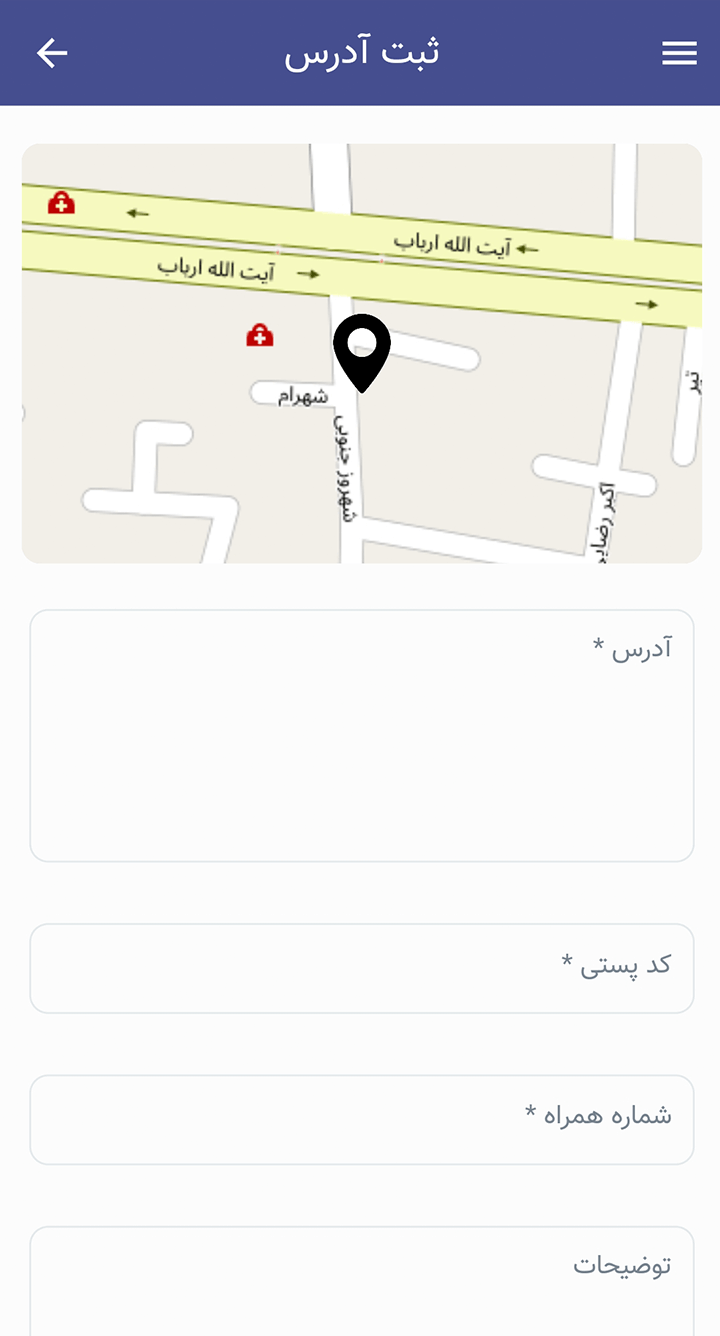 ثبت آدرس
آیت الله ارباب
آیت الله ارباب
تیر
شهرام
شهروز جنوبی
اکبر رضایی
آدرس *
کد پستی *
شماره همراه *
توضیحات